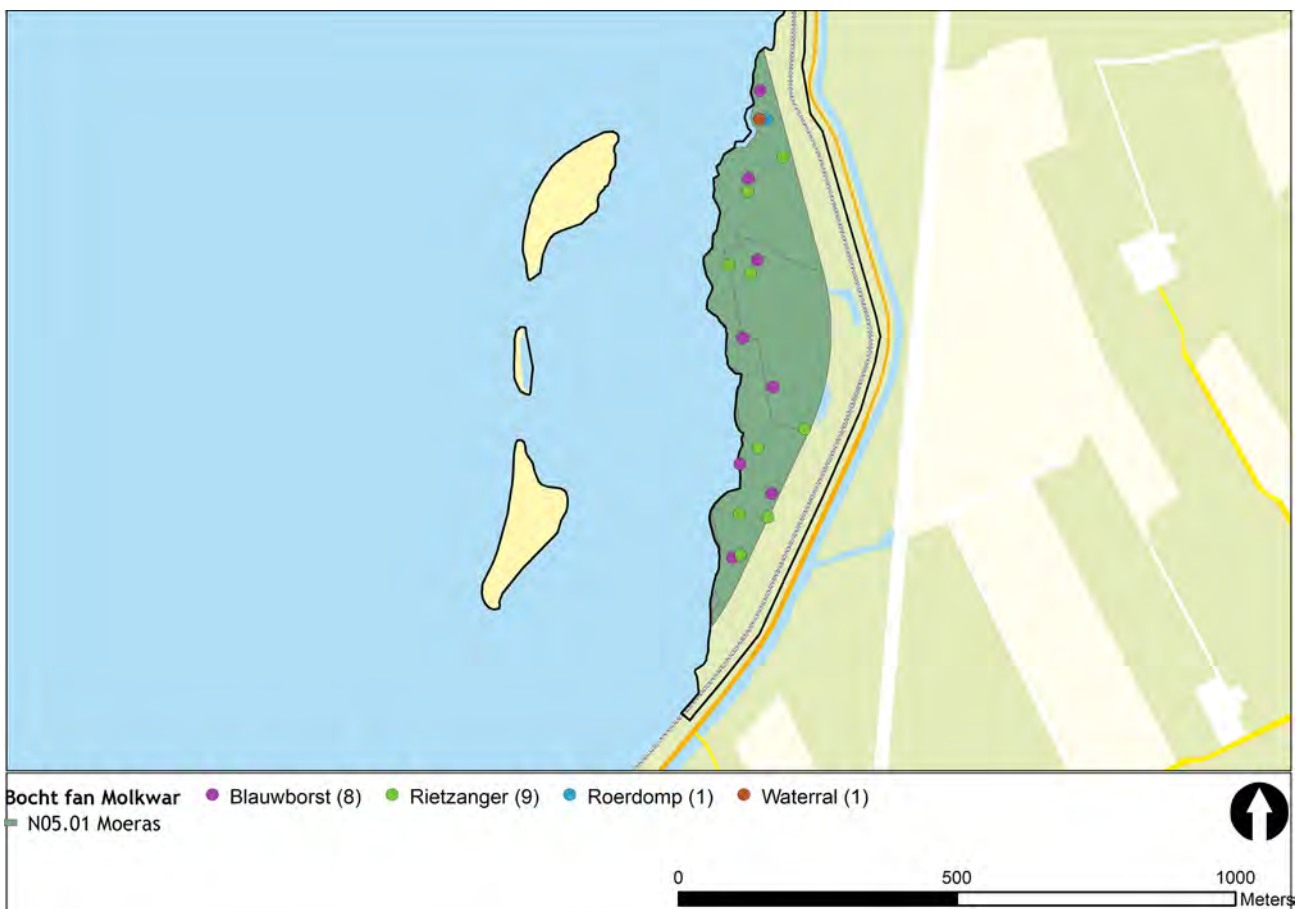 Bocht fan Molkwar Blauwborst (8) Rietzanger (9) Roerdomp (1) Waterral (1)
N05.01 Moeras
0 500 1000
Meters